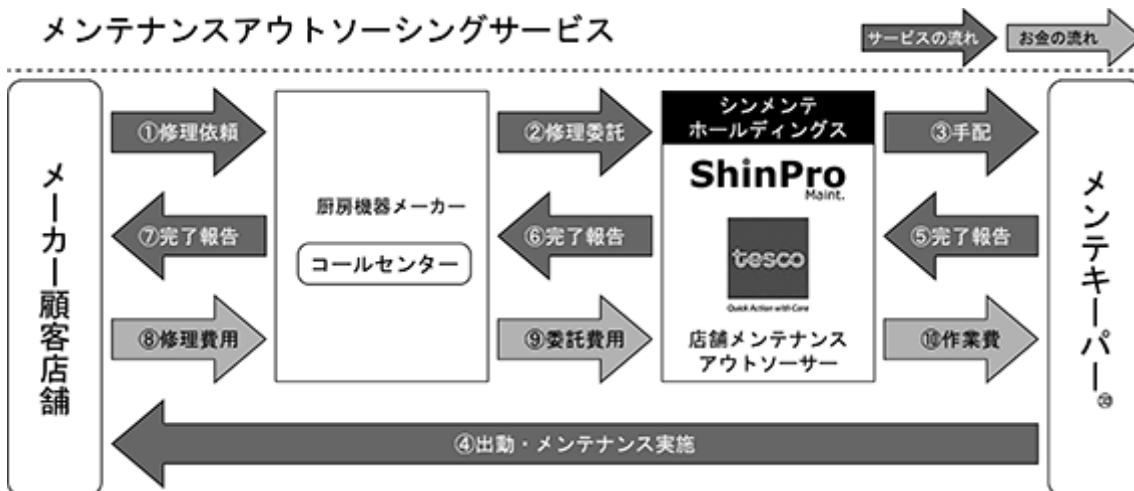 メンテナンスアウトソーシングサービス
サービスの流れ
お金の流れ
メーカー顧客店舗
①修理依頼
⑦完了報告
⑧修理費用
厨房機器メーカー
コールセンター
②修理委託
⑥完了報告
⑨委託費用
シンメンテ
ホールディングス
ShinPro
Maint.
tesco
Quick Action with Care
店舗メンテナンス
アウトソーサー
③手配
⑤完了報告
⑩作業費
メンテキーパー
④出動・メンテナンス実施